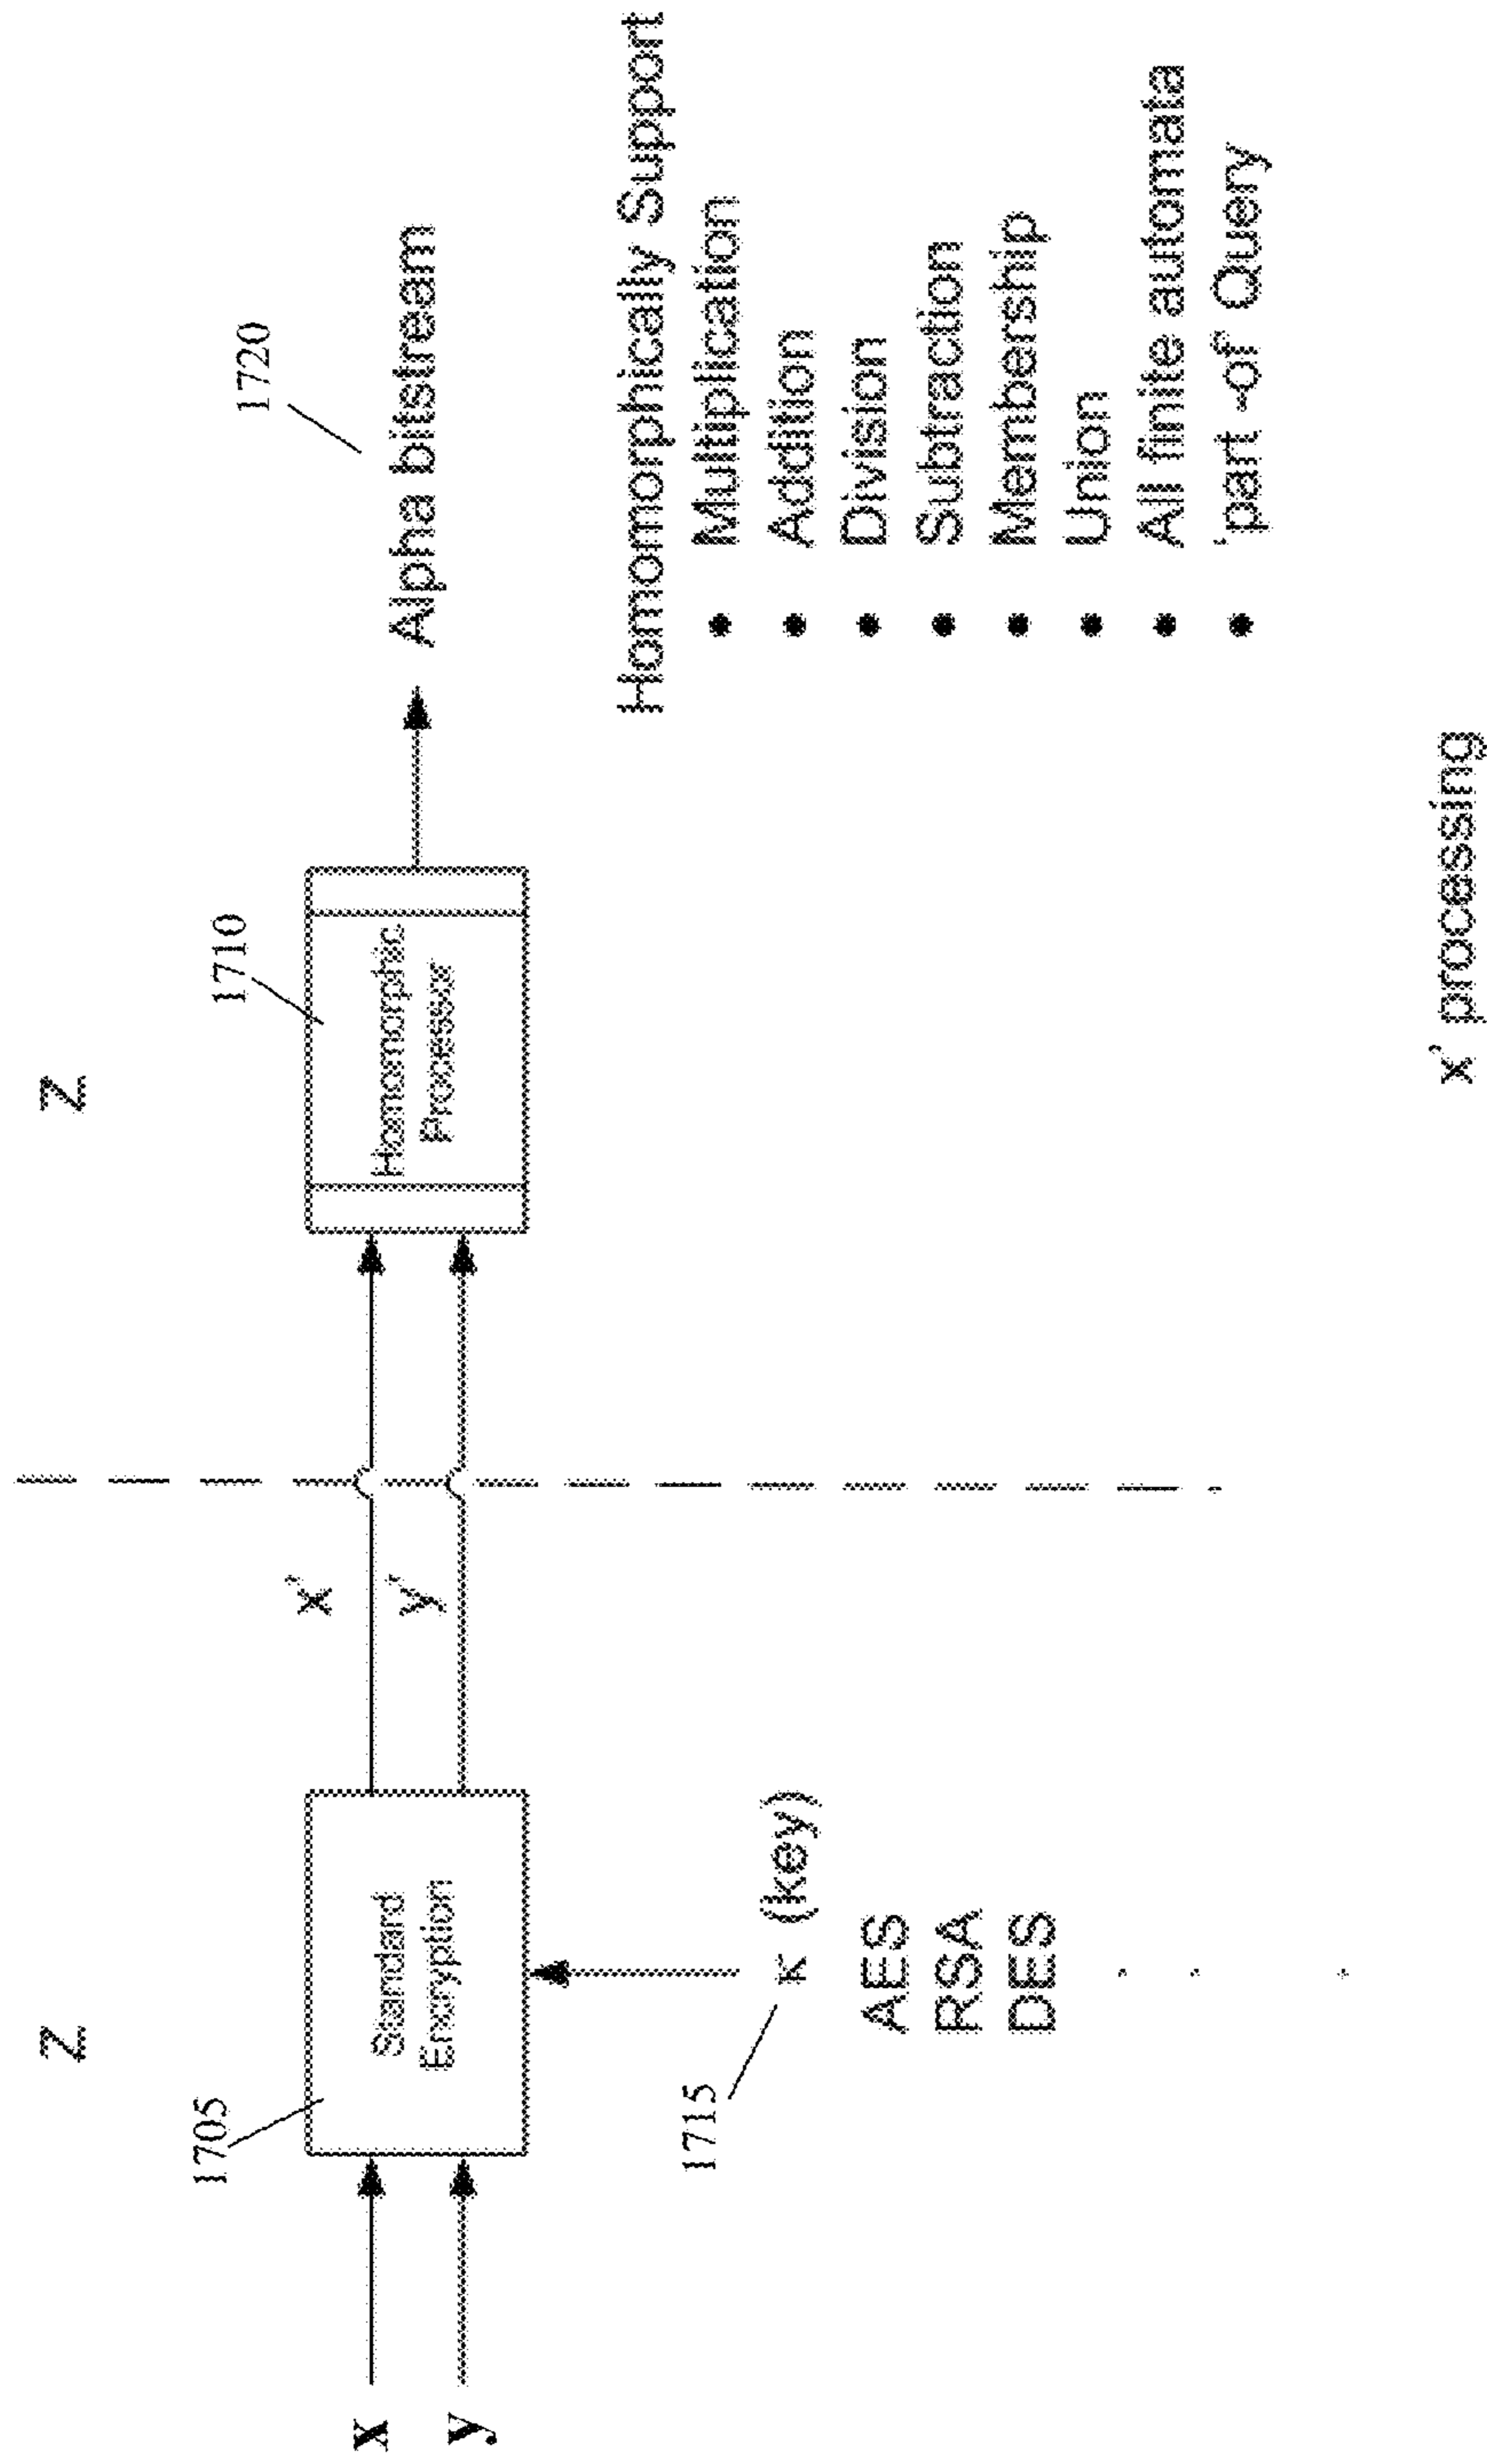 Z
Z
1705
1710
1720
x
y
Standard
Encryption
x'
y'
Homomorphic
Processor
Alpha bitstream
1715
K (key)
AES
RSA
DES
Homomorphically Support
• Multiplication
• Addition
• Division
• Subtraction
• Membership
• Union
• All finite automata
• 'part -of Query
x' processing